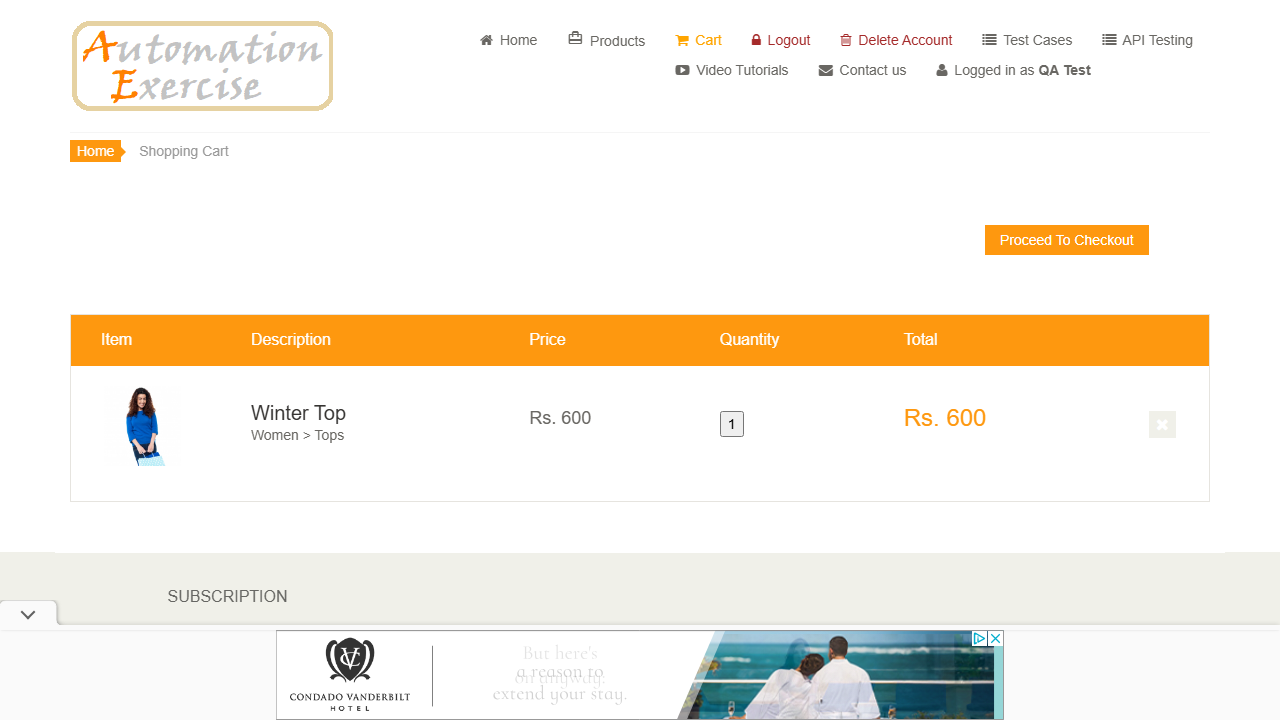 Automation
Exercise
Home
Products
Cart
Logout
Delete Account
Test Cases
API Testing
Video Tutorials
Contact us
Logged in as QA Test
Home
Shopping Cart
Proceed To Checkout
Item Description Price Quantity Total
Winter Top
Women > Tops
Rs. 600
1
Rs. 600
SUBSCRIPTION
CONDADO VANDERBILT
HOTEL
But here's
a reason to
on anyway.
extend your stay.